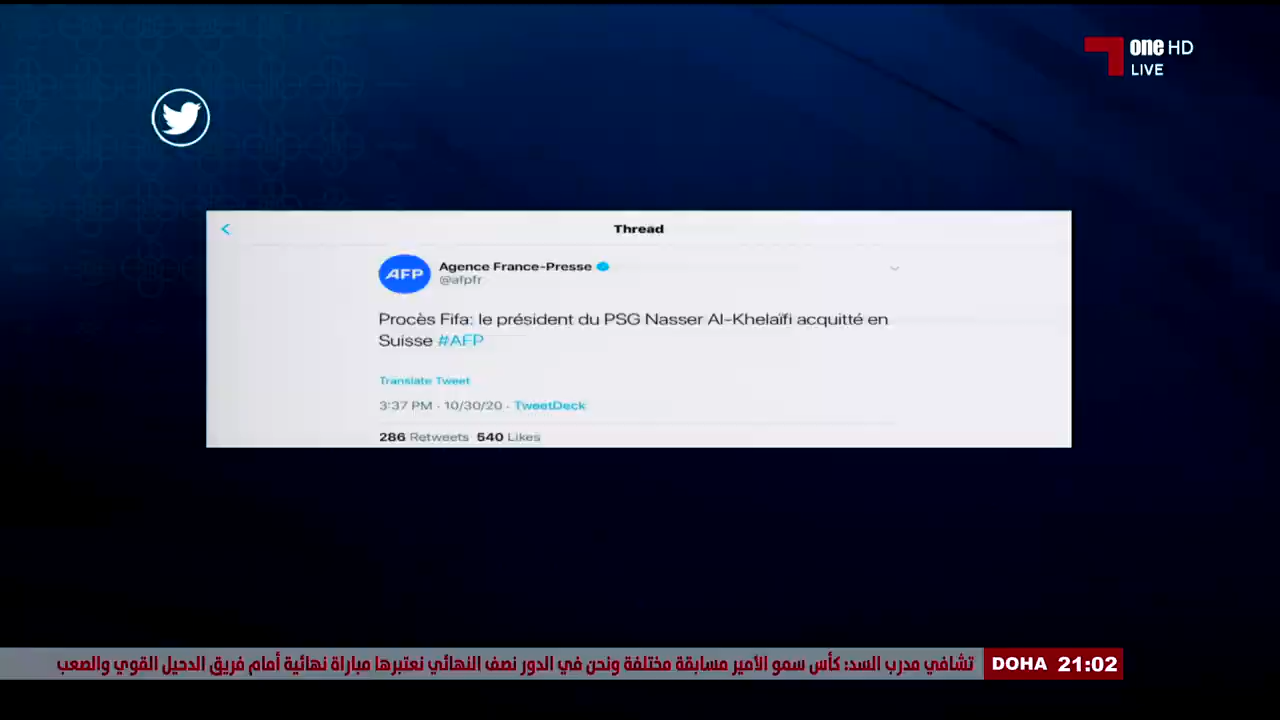 one HD
LIVE
Thread
AFP
Agence France-Presse
@afpfr
Procès Fifa: le président du PSG Nasser Al-Khelaïfi acquitté en
Suisse #AFP
Translate Tweet
3:37 PM · 10/30/20 · TweetDeck
286 Retweets 540 Likes
تشافي مدرب السد: كأس سمو الأمير مسابقة مختلفة ونحن في الدور نصف النهائي نعتبرها مباراة نهائية أمام فريق الدحيل القوي والصعب
DOHA 21:02